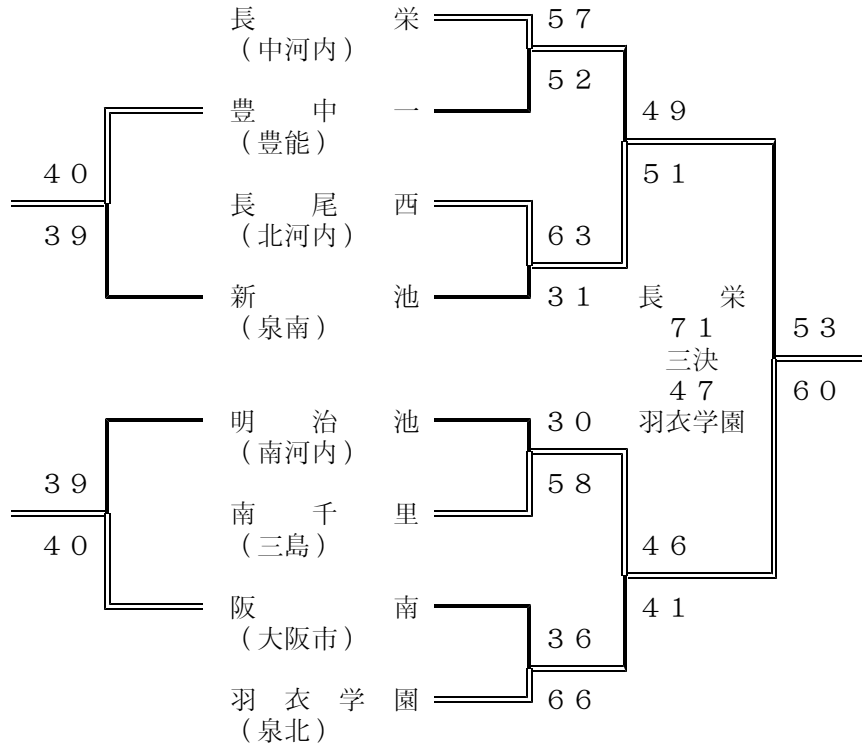 長栄 ５７
（中河内）
５２
豊中一 ４９
（豊能）
４０ ５１
長尾西
３９ （北河内） ６３
新池 ３１ 長栄
（泉南） ７１ ５３
三決
４７ ６０
明治池 ３０ 羽衣学園
（南河内）
３９ ５８
南千里
４０ （三島） ４６
阪南 ４１
（大阪市） ３６
羽衣学園 ６６
（泉北）